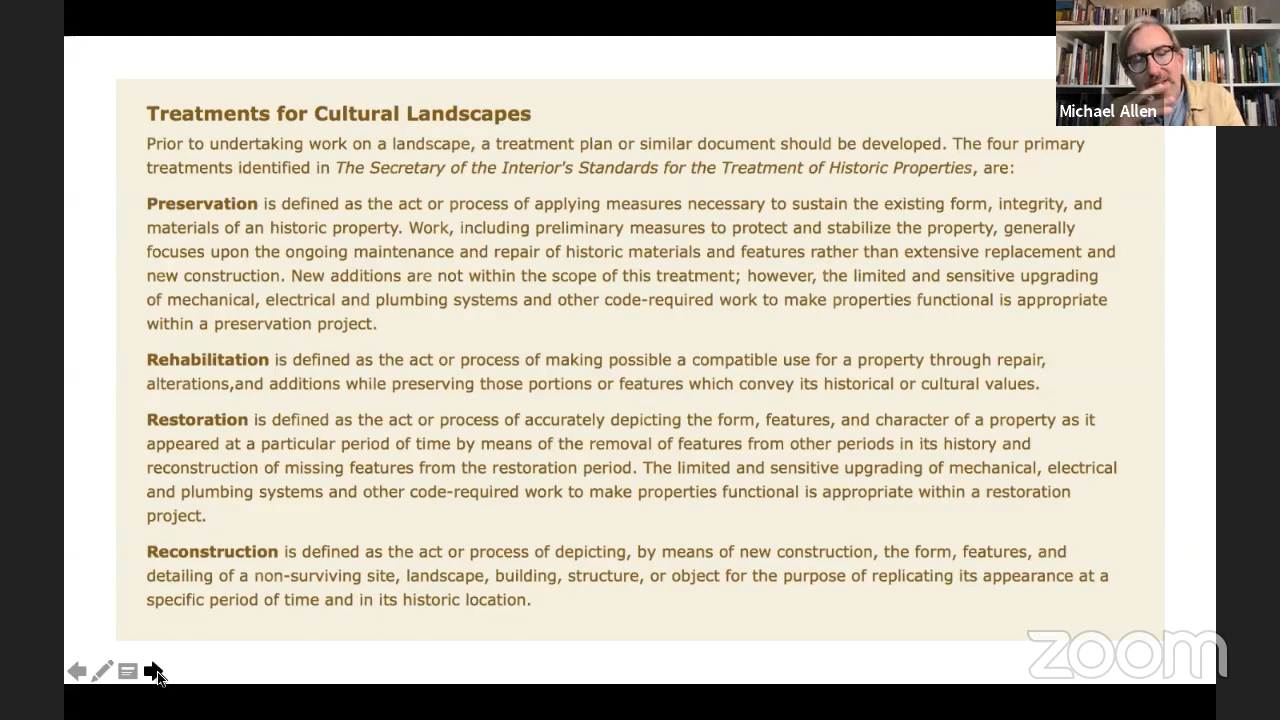 Treatments for Cultural Landscapes
Prior to undertaking work on a landscape, a treatment plan or similar document should be developed. The four primary
treatments identified in The Secretary of the Interior's Standards for the Treatment of Historic Properties, are:
Preservation is defined as the act or process of applying measures necessary to sustain the existing form, integrity, and
materials of an historic property. Work, including preliminary measures to protect and stabilize the property, generally
focuses upon the ongoing maintenance and repair of historic materials and features rather than extensive replacement and
new construction. New additions are not within the scope of this treatment; however, the limited and sensitive upgrading
of mechanical, electrical and plumbing systems and other code-required work to make properties functional is appropriate
within a preservation project.
Rehabilitation is defined as the act or process of making possible a compatible use for a property through repair,
alterations,and additions while preserving those portions or features which convey its historical or cultural values.
Restoration is defined as the act or process of accurately depicting the form, features, and character of a property as it
appeared at a particular period of time by means of the removal of features from other periods in its history and
reconstruction of missing features from the restoration period. The limited and sensitive upgrading of mechanical, electrical
and plumbing systems and other code-required work to make properties functional is appropriate within a restoration
project.
Reconstruction is defined as the act or process of depicting, by means of new construction, the form, features, and
detailing of a non-surviving site, landscape, building, structure, or object for the purpose of replicating its appearance at a
specific period of time and in its historic location.
Michael Allen
zoom